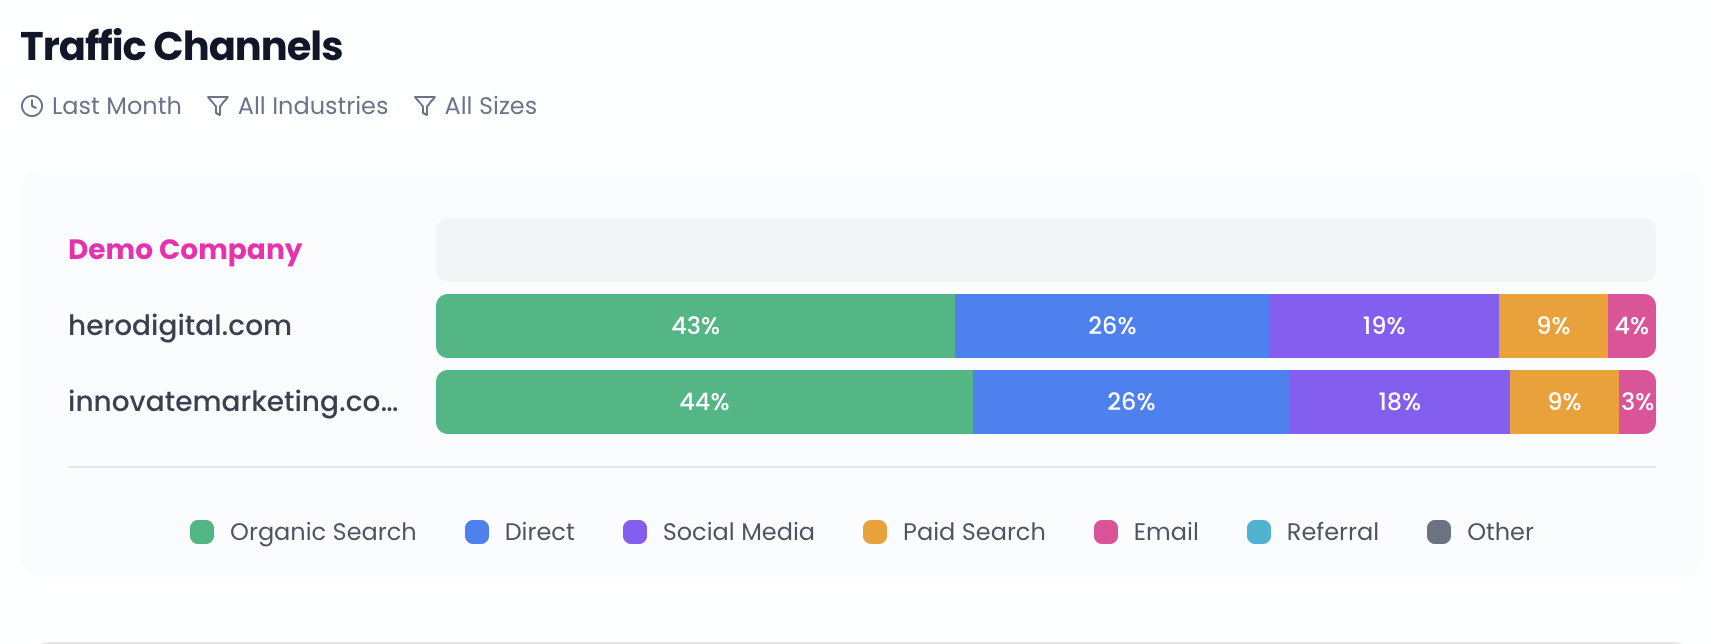 Traffic Channels
Last Month All Industries All Sizes
Demo Company
herodigital.com 43% 26% 19% 9% 4%
innovatemarketing.co... 44% 26% 18% 9% 3%
Organic Search Direct Social Media Paid Search Email Referral Other